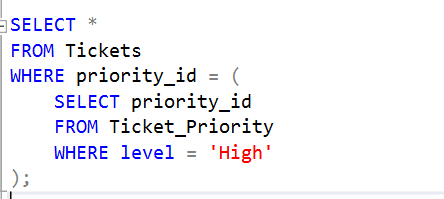 SELECT *
FROM Tickets
WHERE priority_id = (
    SELECT priority_id
    FROM Ticket_Priority
    WHERE level = 'High'
);